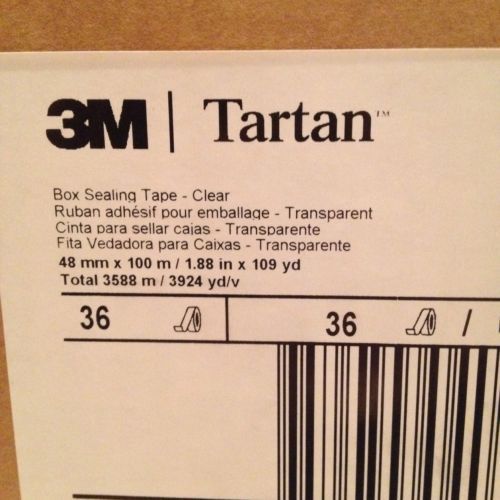 3M | Tartan™
Box Sealing Tape - Clear
Ruban adhésif pour emballage - Transparent
Cinta para sellar cajas - Transparente
Fita Vedadora para Caixas - Transparente
48 mm x 100 m / 1.88 in x 109 yd
Total 3588 m / 3924 yd/v
36 36 /